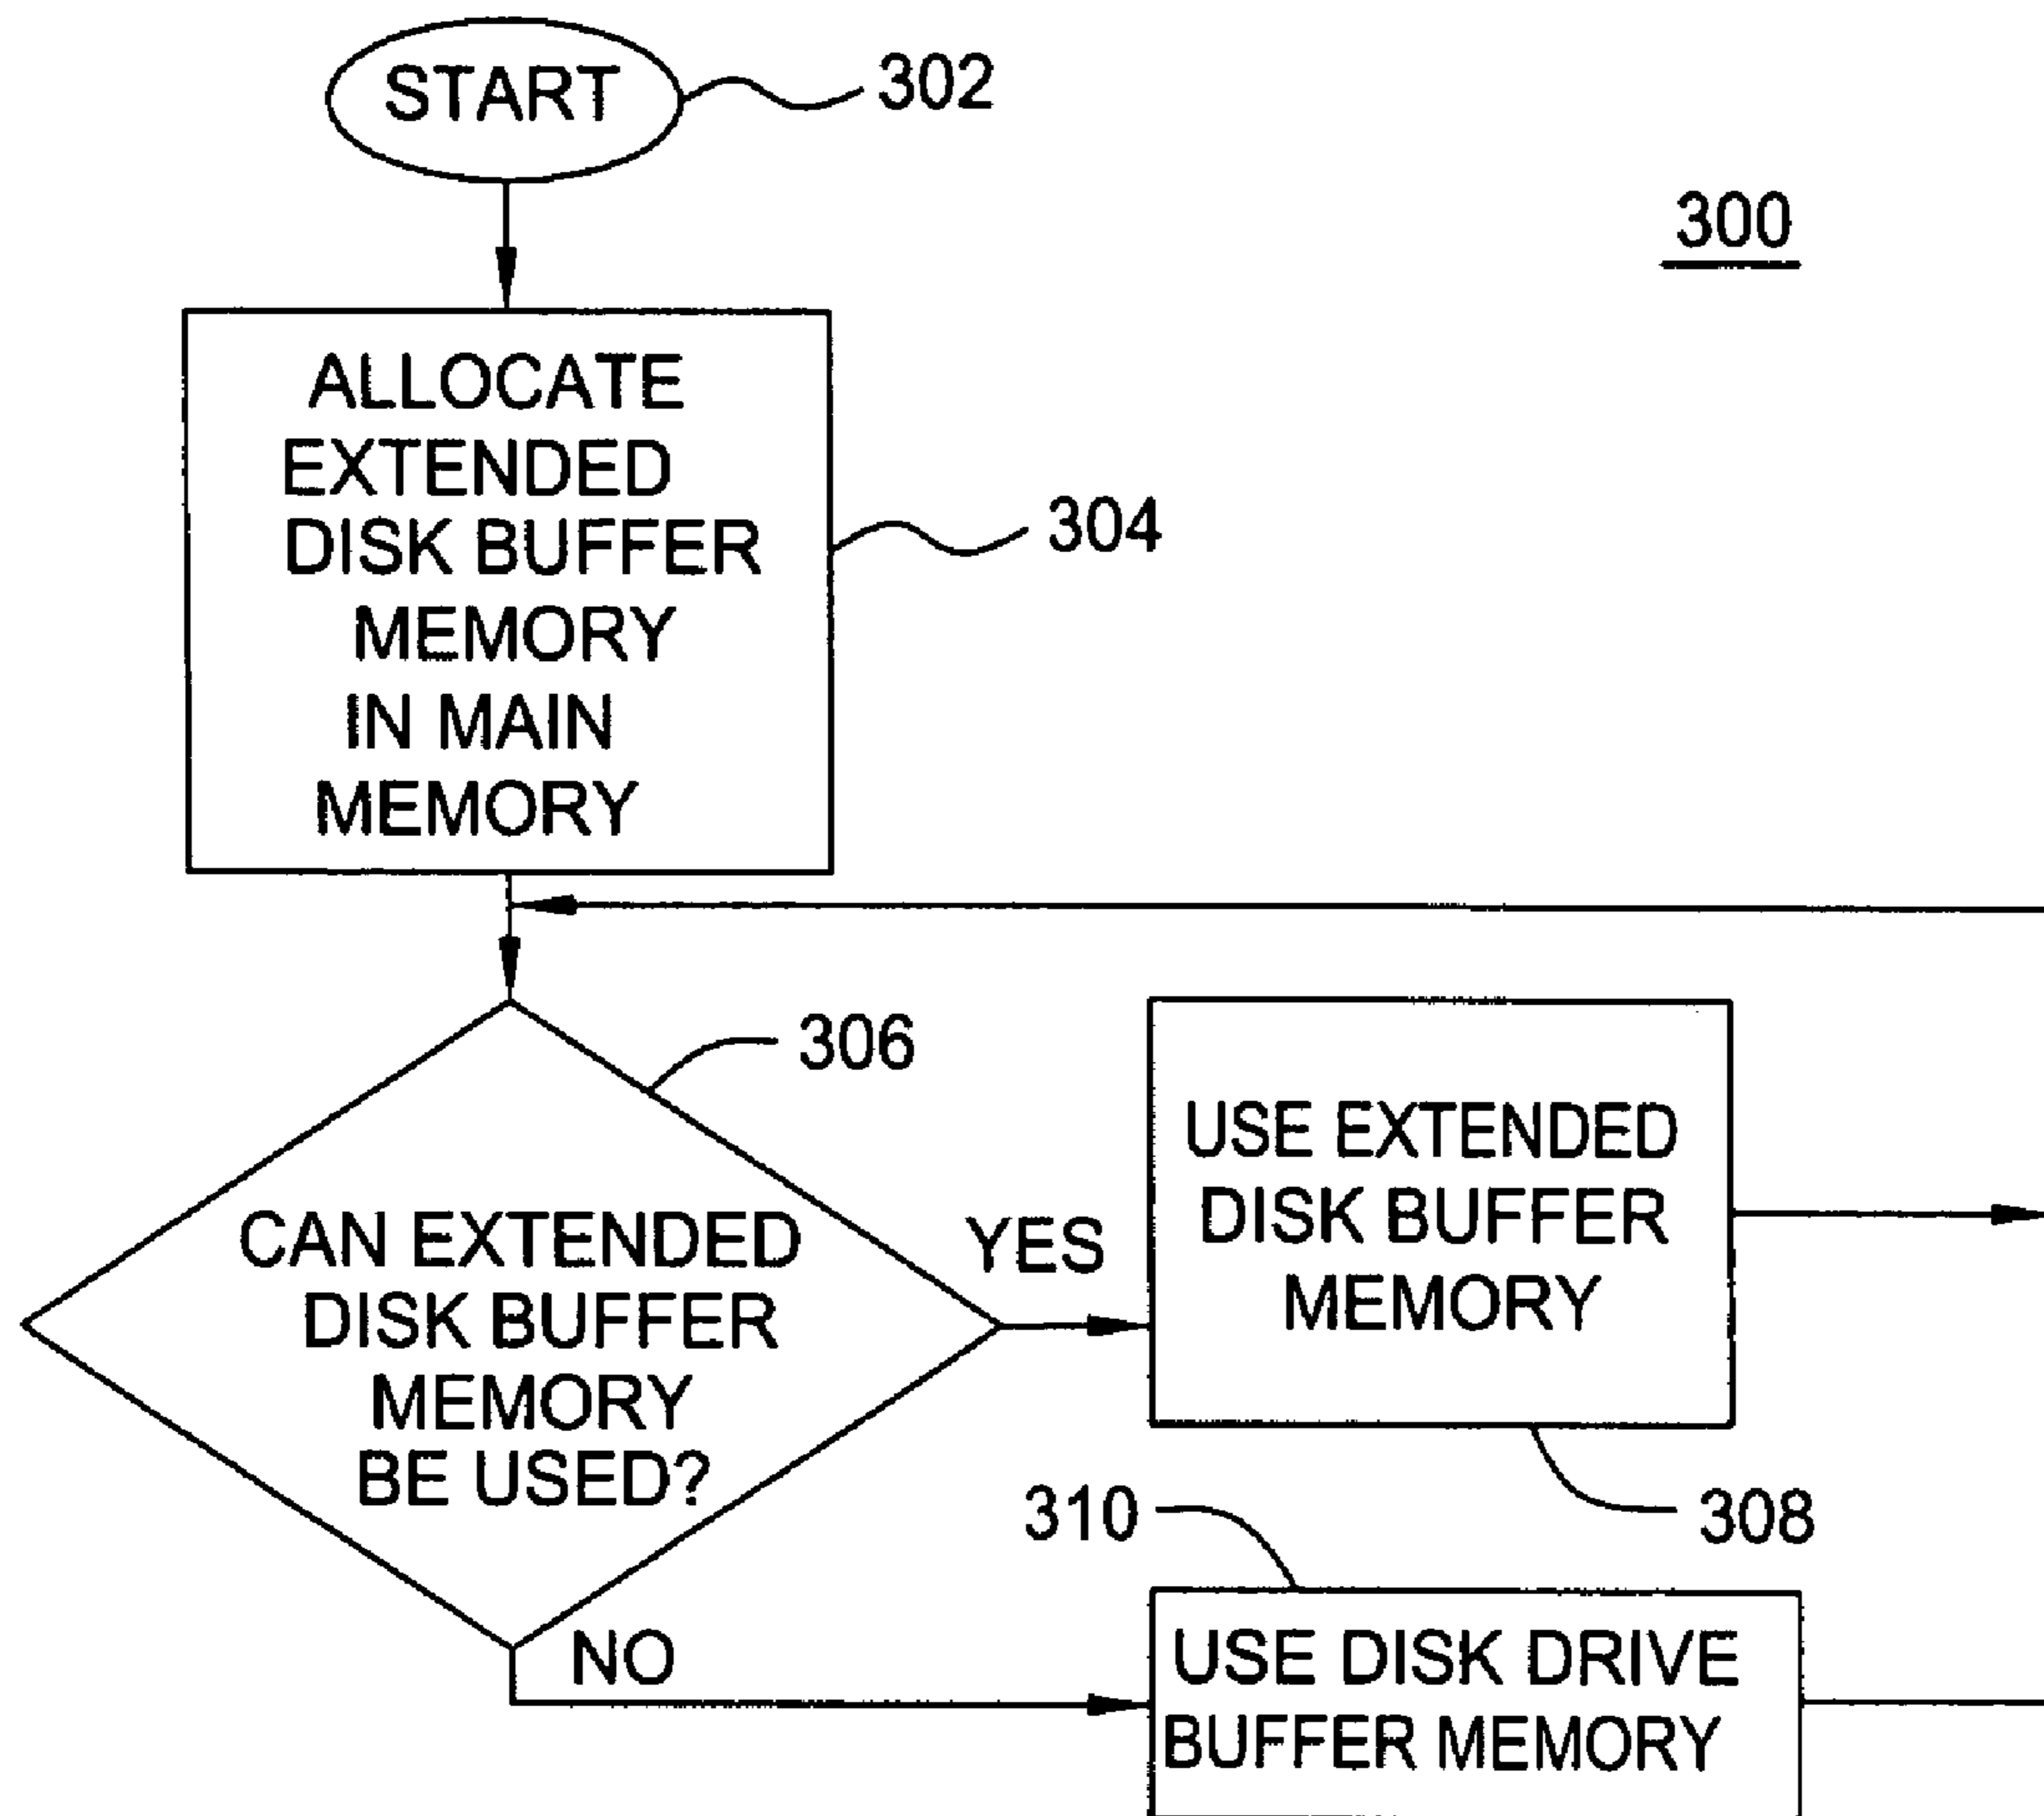 START
302
300
ALLOCATE
EXTENDED
DISK BUFFER
MEMORY
IN MAIN
MEMORY
304
306
CAN EXTENDED
DISK BUFFER
MEMORY
BE USED?
YES
USE EXTENDED
DISK BUFFER
MEMORY
308
310
NO
USE DISK DRIVE
BUFFER MEMORY